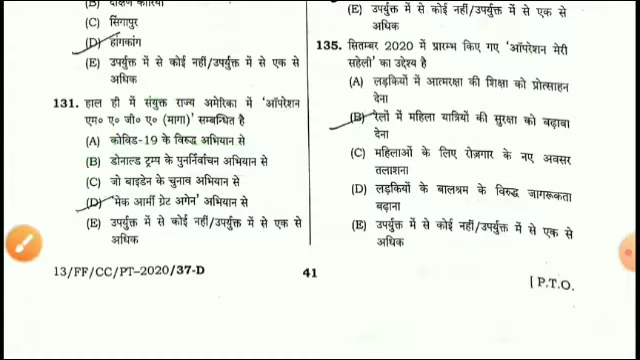 (B) दक्षिण कोरिया
(C) सिंगापुर
(D) हांगकांग
(E) उपर्युक्त में से कोई नहीं/उपर्युक्त में से एक से
अधिक
131. हाल ही में संयुक्त राज्य अमेरिका में 'ऑपरेशन
एम० ए० जी० ए० (मागा)' सम्बन्धित है
(A) कोविड-19 के विरुद्ध अभियान से
(B) डोनाल्ड ट्रम्प के पुनर्निर्वाचन अभियान से
(C) जो बाइडेन के चुनाव अभियान से
(D) 'मेक आर्मी ग्रेट अगेन' अभियान से
(E) उपर्युक्त में से कोई नहीं/उपर्युक्त में से एक से
अधिक
(E) उपर्युक्त में से कोई नहीं/उपर्युक्त में से एक से
अधिक
135. सितम्बर 2020 में प्रारम्भ किए गए 'ऑपरेशन मेरी
सहेली' का उद्देश्य है
(A) लड़कियों में आत्मरक्षा की शिक्षा को प्रोत्साहन
देना
(B) रेलों में महिला यात्रियों की सुरक्षा को बढ़ावा
देना
(C) महिलाओं के लिए रोज़गार के नए अवसर
तलाशना
(D) लड़कियों के बालश्रम के विरुद्ध जागरूकता
बढ़ाना
(E) उपर्युक्त में से कोई नहीं/उपर्युक्त में से एक से
अधिक
13/FF/CC/PT-2020/37-D
41
[ P.T.O.